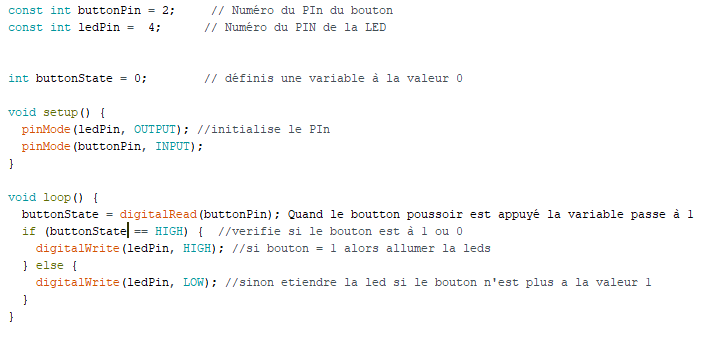 const int buttonPin = 2;     // Numéro du PIn du bouton
const int ledPin =  4;      // Numéro du PIN de la LED
int buttonState = 0;        // définis une variable à la valeur 0
void setup() {
  pinMode(ledPin, OUTPUT); //initialise le PIn
  pinMode(buttonPin, INPUT);
}
void loop() {
  buttonState = digitalRead(buttonPin); Quand le boutton poussoir est appuyé la variable passe à 1
  if (buttonState == HIGH) {  //verifie si le bouton est à 1 ou 0
    digitalWrite(ledPin, HIGH); //si bouton = 1 alors allumer la leds
  } else {
    digitalWrite(ledPin, LOW); //sinon etiendre la led si le bouton n'est plus a la valeur 1
  }
}